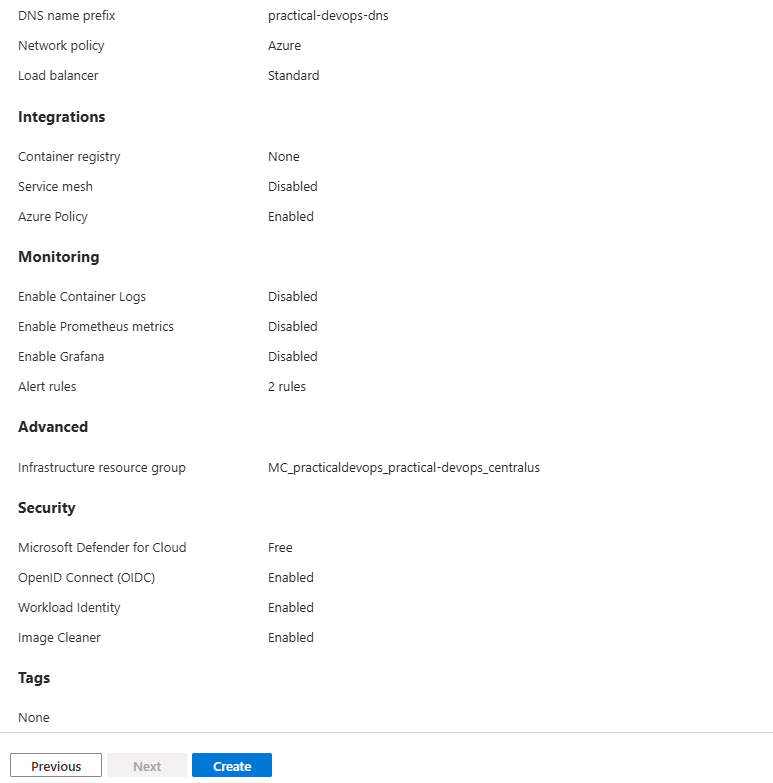 DNS name prefix practical-devops-dns
Network policy Azure
Load balancer Standard
Integrations
Container registry None
Service mesh Disabled
Azure Policy Enabled
Monitoring
Enable Container Logs Disabled
Enable Prometheus metrics Disabled
Enable Grafana Disabled
Alert rules 2 rules
Advanced
Infrastructure resource group MC_practicaldevops_practical-devops_centralus
Security
Microsoft Defender for Cloud Free
OpenID Connect (OIDC) Enabled
Workload Identity Enabled
Image Cleaner Enabled
Tags
None
Previous Next Create